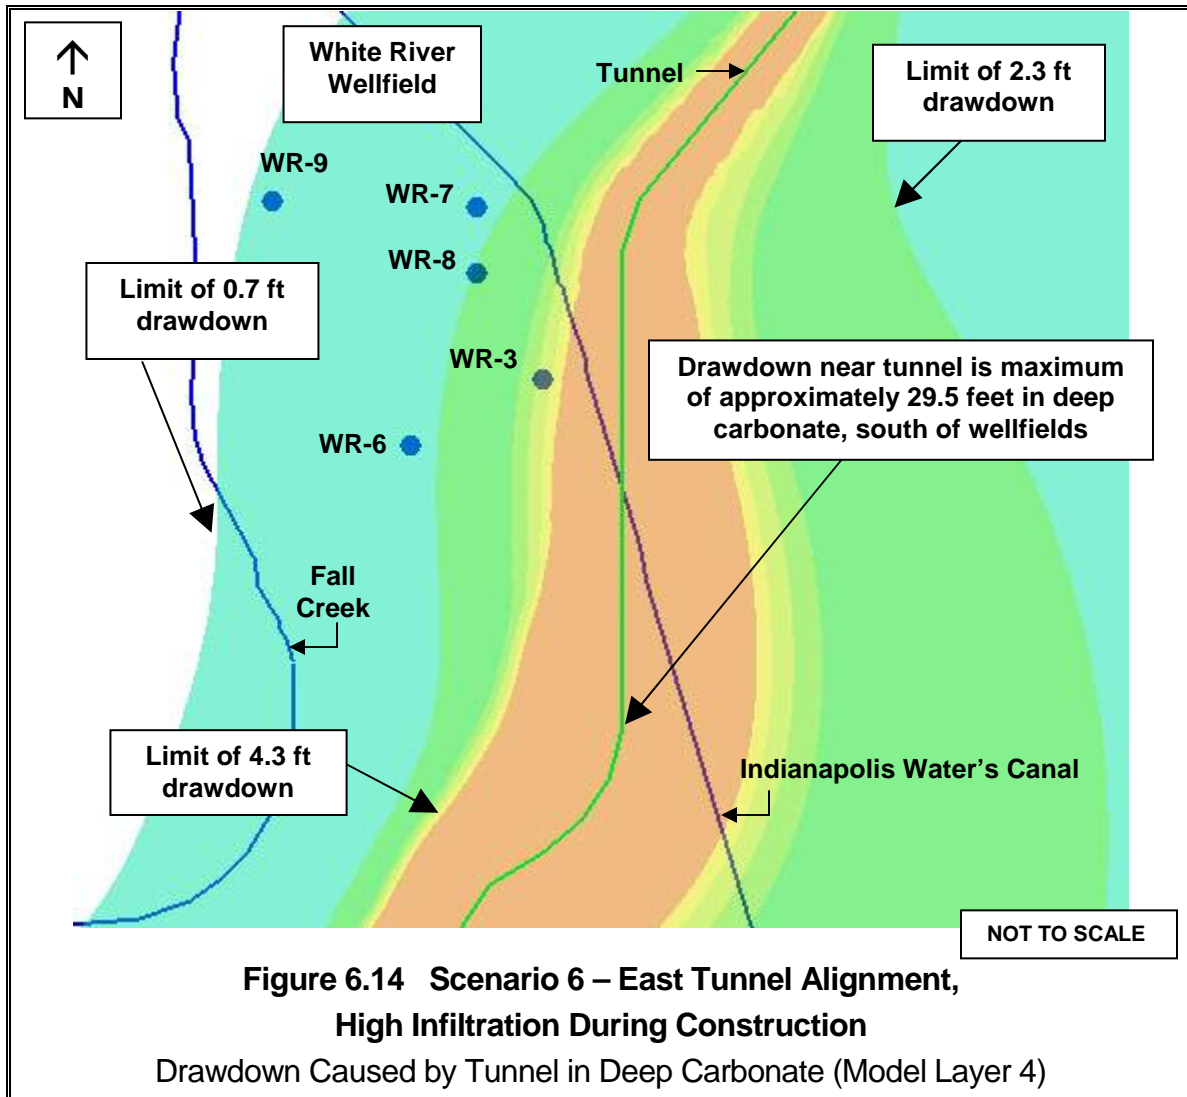 N
White River
Wellfield
Tunnel
Limit of 2.3 ft
drawdown
WR-9
WR-7
WR-8
Limit of 0.7 ft
drawdown
WR-3
Drawdown near tunnel is maximum
of approximately 29.5 feet in deep
carbonate, south of wellfields
WR-6
Fall
Creek
Limit of 4.3 ft
drawdown
Indianapolis Water's Canal
NOT TO SCALE
Figure 6.14 Scenario 6 – East Tunnel Alignment,
High Infiltration During Construction
Drawdown Caused by Tunnel in Deep Carbonate (Model Layer 4)